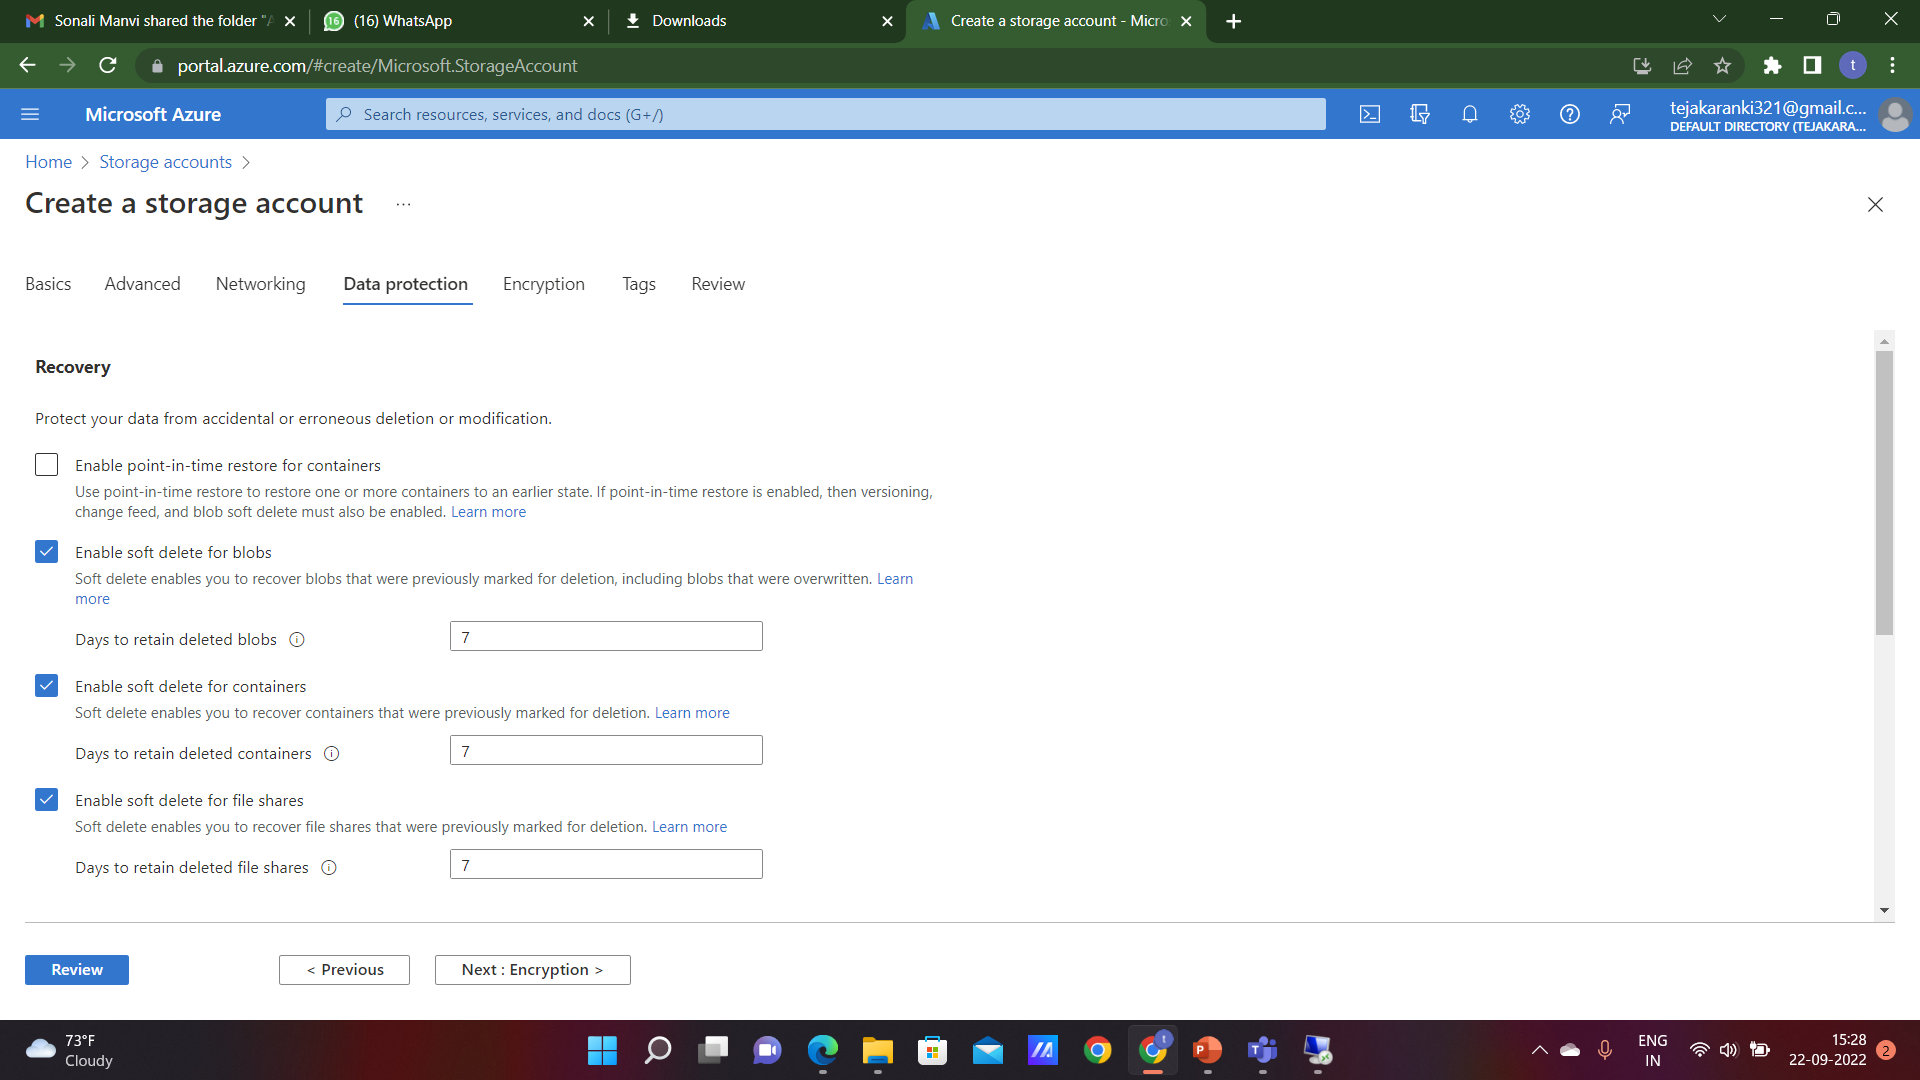 Sonali Manvi shared the folder "A
16 (16) WhatsApp
Downloads
Create a storage account - Micro
portal.azure.com/#create/Microsoft.StorageAccount
t
Microsoft Azure
Search resources, services, and docs (G+/)
tejakaranki321@gmail.c...
DEFAULT DIRECTORY (TEJAKARA...
Home > Storage accounts >
Create a storage account ...
Basics Advanced Networking Data protection Encryption Tags Review
Recovery
Protect your data from accidental or erroneous deletion or modification.
Enable point-in-time restore for containers
Use point-in-time restore to restore one or more containers to an earlier state. If point-in-time restore is enabled, then versioning,
change feed, and blob soft delete must also be enabled. Learn more
Enable soft delete for blobs
Soft delete enables you to recover blobs that were previously marked for deletion, including blobs that were overwritten. Learn
more
Days to retain deleted blobs 7
Enable soft delete for containers
Soft delete enables you to recover containers that were previously marked for deletion. Learn more
Days to retain deleted containers 7
Enable soft delete for file shares
Soft delete enables you to recover file shares that were previously marked for deletion. Learn more
Days to retain deleted file shares 7
Review < Previous Next : Encryption >
73°F
Cloudy
t
P
ENG
IN
15:28
22-09-2022
2